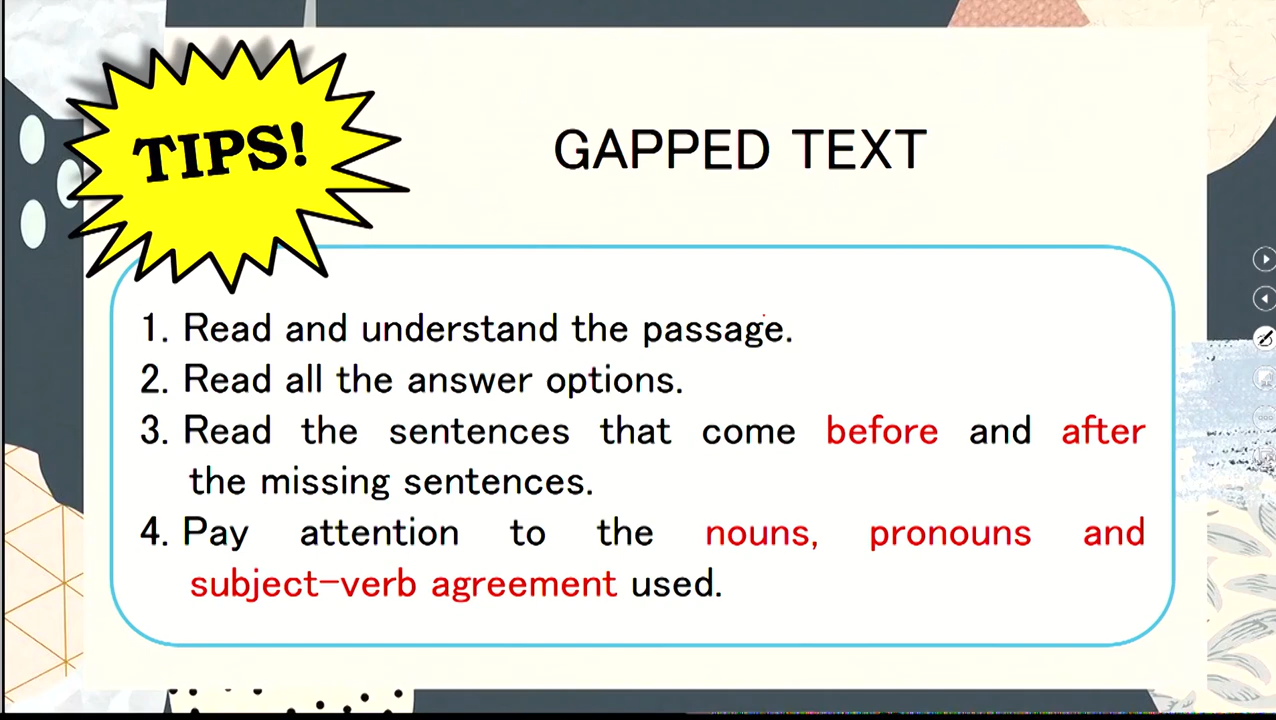 TIPS!
GAPPED TEXT
1. Read and understand the passage.
2. Read all the answer options.
3. Read the sentences that come before and after
the missing sentences.
4. Pay attention to the nouns, pronouns and
subject-verb agreement used.